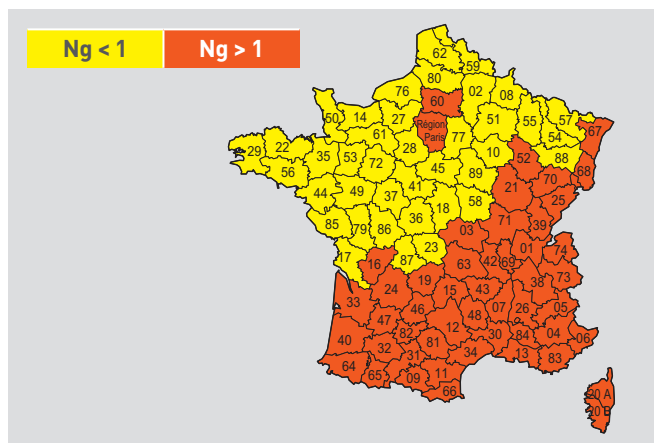 Ng < 1 Ng > 1
62 59
80
76 02 08
60
50 14 27 51 55 57 67
Région Paris 77 54
61
29 22 28 10 52 88 68
35 53 72
56 45 89 70
44 49 41 21 25
37 18 58
85 79 86 36 71 39
03
17 87 23 01 74
16 63 42 69
24 19 73
15 38
33 46 43 05
47 48 07 26
82 12
40 32 81 30 84 04 06
31 34 13 83
64 65 09 11
66
20 A
20 B